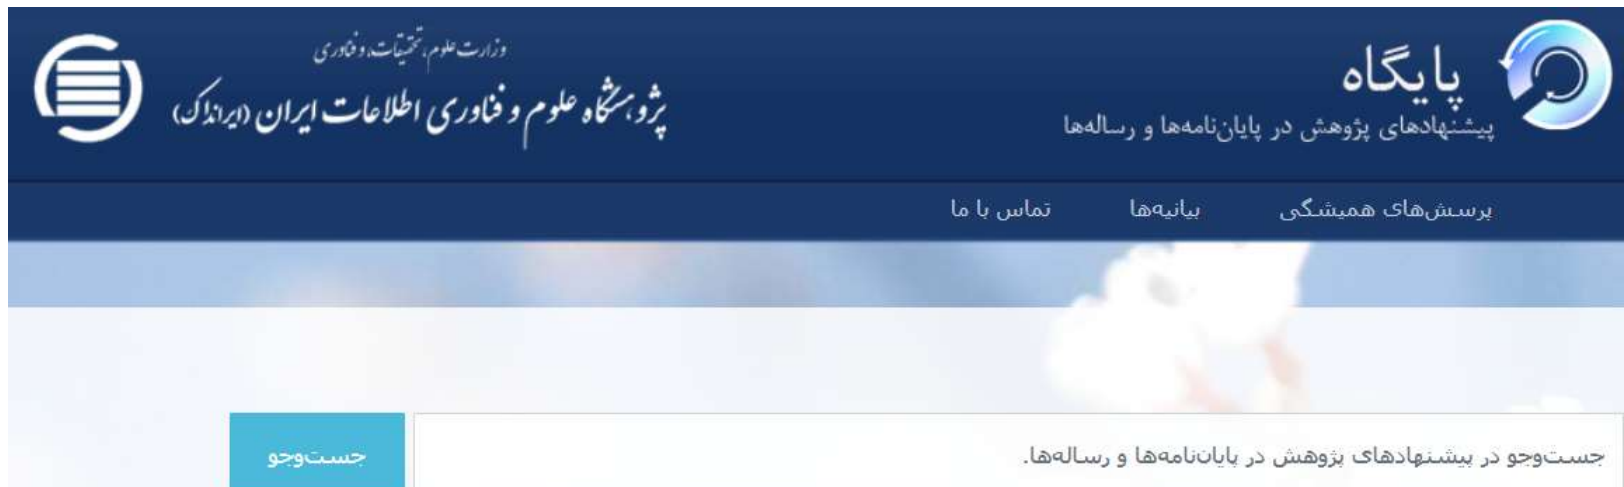 پایگاه
پیشنهادهای پژوهش در پایان‌نامه‌ها و رساله‌ها
وزارت علوم، تحقیقات، و فناوری
پژوهشگاه علوم و فناوری اطلاعات ایران (ایرانداک)
پرسش‌های همیشگی بیانیه‌ها تماس با ما
جست‌وجو در پیشنهادهای پژوهش در پایان‌نامه‌ها و رساله‌ها. جست‌وجو